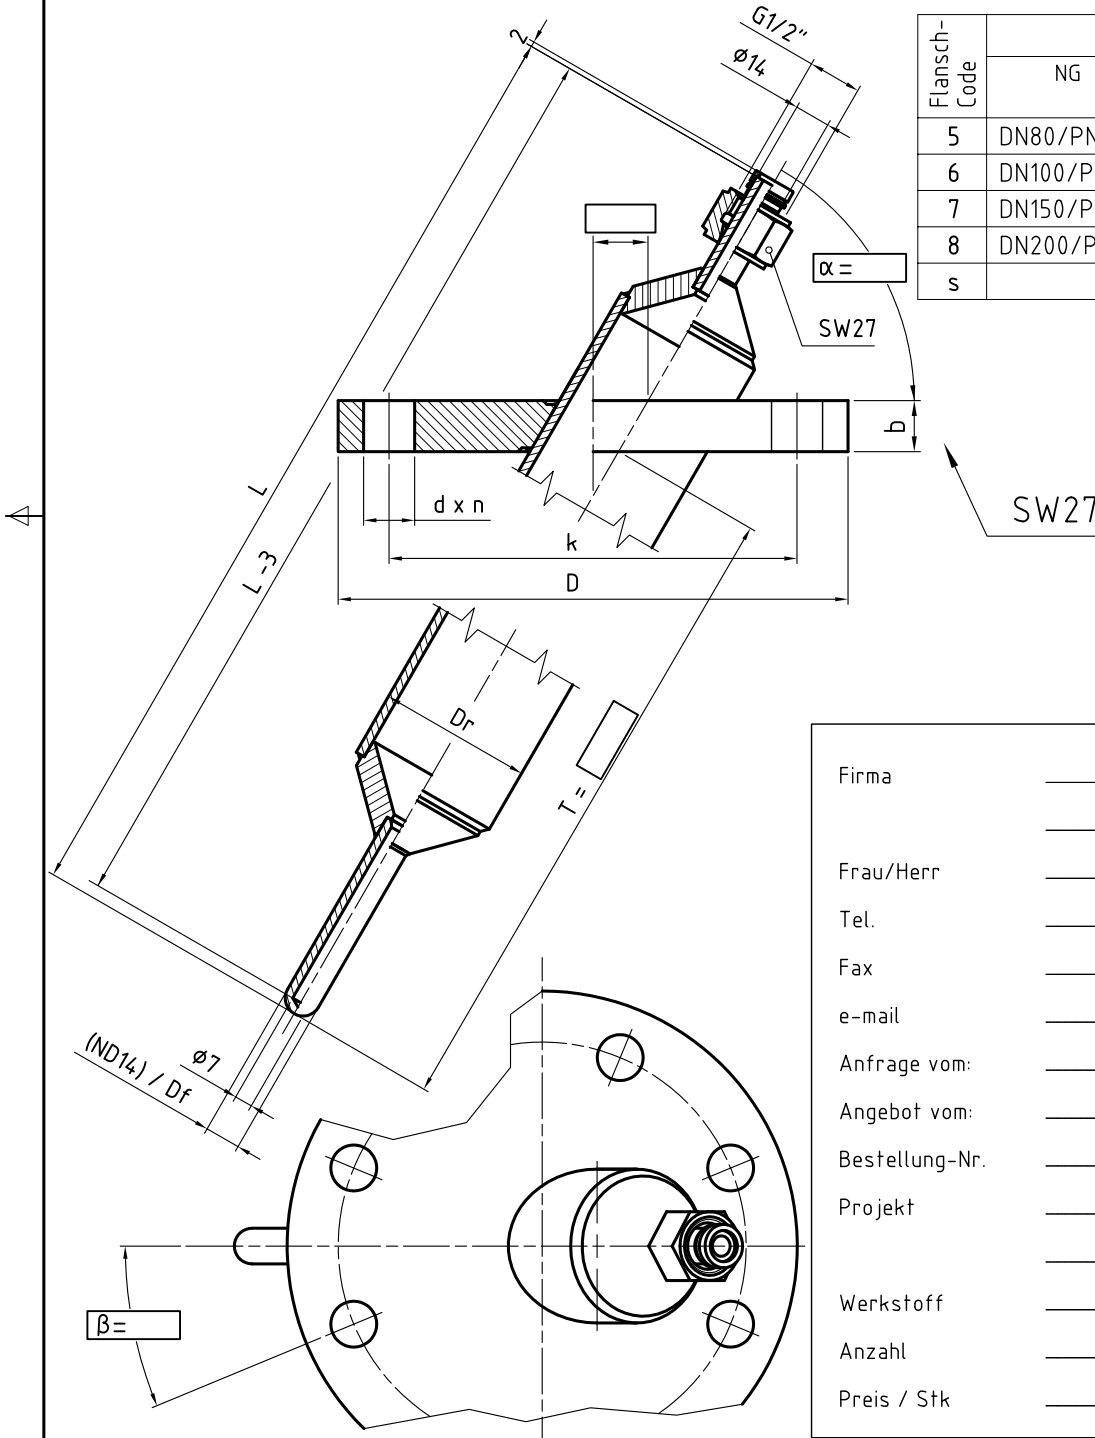 2
G1/2"
ø14
Flansch-
Code
NG
5 DN80/PN
6 DN100/P
7 DN150/P
8 DN200/P
s
α=
SW27
b
SW27
d x n
k
D
L
L-3
Dr
T=
ø7
(ND14) / Df
β=
Firma
Frau/Herr
Tel.
Fax
e-mail
Anfrage vom:
Angebot vom:
Bestellung-Nr.
Projekt
Werkstoff
Anzahl
Preis / Stk